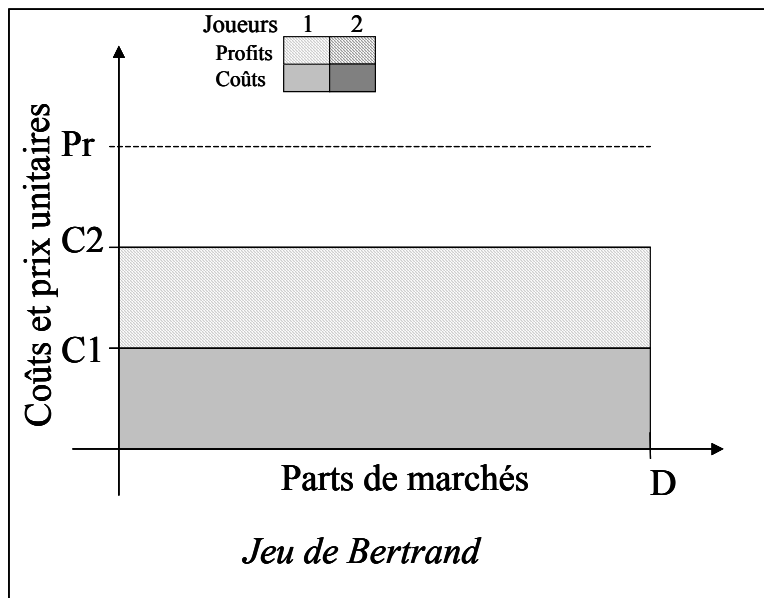 Joueurs 1 2
Profits
Coûts
Coûts et prix unitaires
Pr
C2
C1
Parts de marchés
D
Jeu de Bertrand